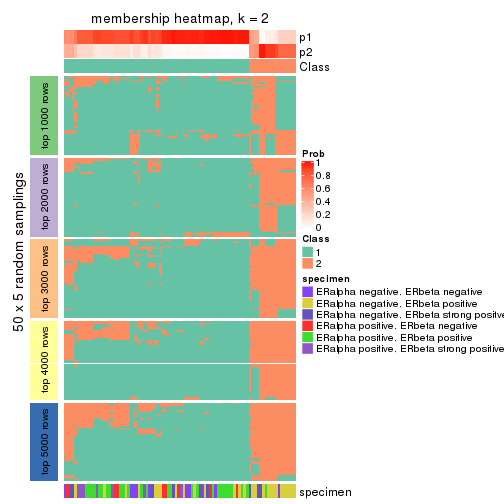 membership heatmap, k = 2
p1
p2
Class
top 1000 rows
top 2000 rows
top 3000 rows
top 4000 rows
top 5000 rows
50 x 5 random samplings
Prob
1
0.8
0.6
0.4
0.2
0
Class
1
2
specimen
ERalpha negative. ERbeta negative
ERalpha negative. ERbeta positive
ERalpha negative. ERbeta strong positive
ERalpha positive. ERbeta negative
ERalpha positive. ERbeta positive
ERalpha positive. ERbeta strong positive
specimen